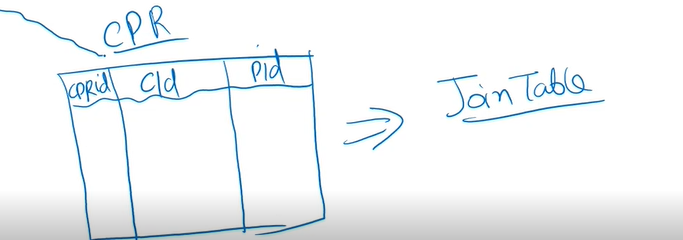 CPR
CPRid CId PId
Join Table